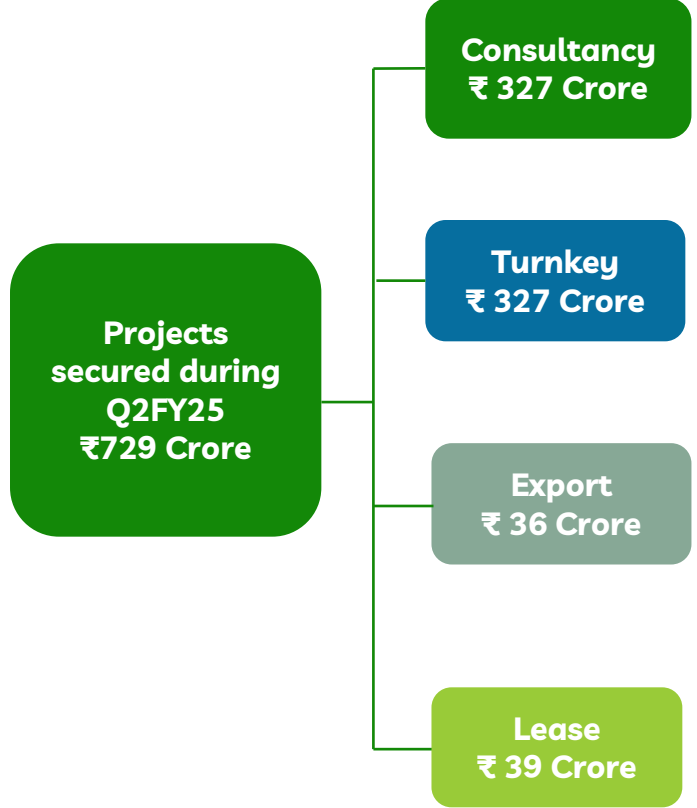 Consultancy
₹ 327 Crore
Turnkey
₹ 327 Crore
Projects
secured during
Q2FY25
₹729 Crore
Export
₹ 36 Crore
Lease
₹ 39 Crore